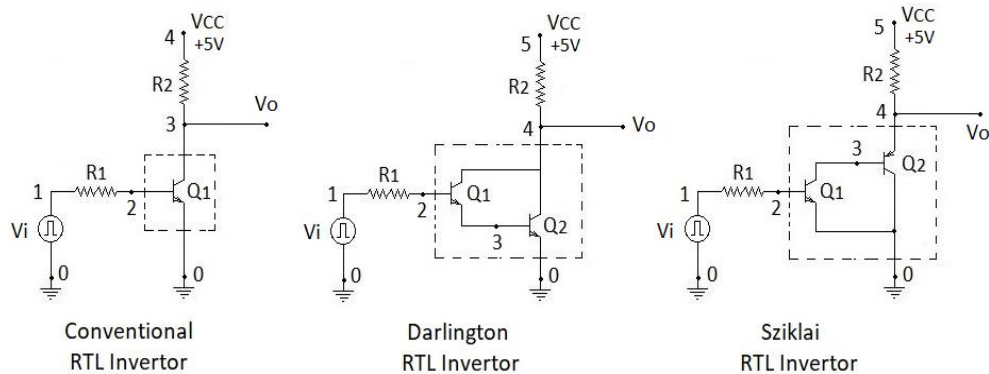 VCC
4
+5V
R2
Vo
3
R1
1
Q1
2
Vi
0
0
Conventional
RTL Invertor
VCC
5
+5V
R2
Vo
4
R1
1
Q1
2
Q2
3
Vi
0
0
Darlington
RTL Invertor
VCC
5
+5V
R2
4
Vo
3
Q2
R1
1
Q1
2
Vi
0
0
Sziklai
RTL Invertor